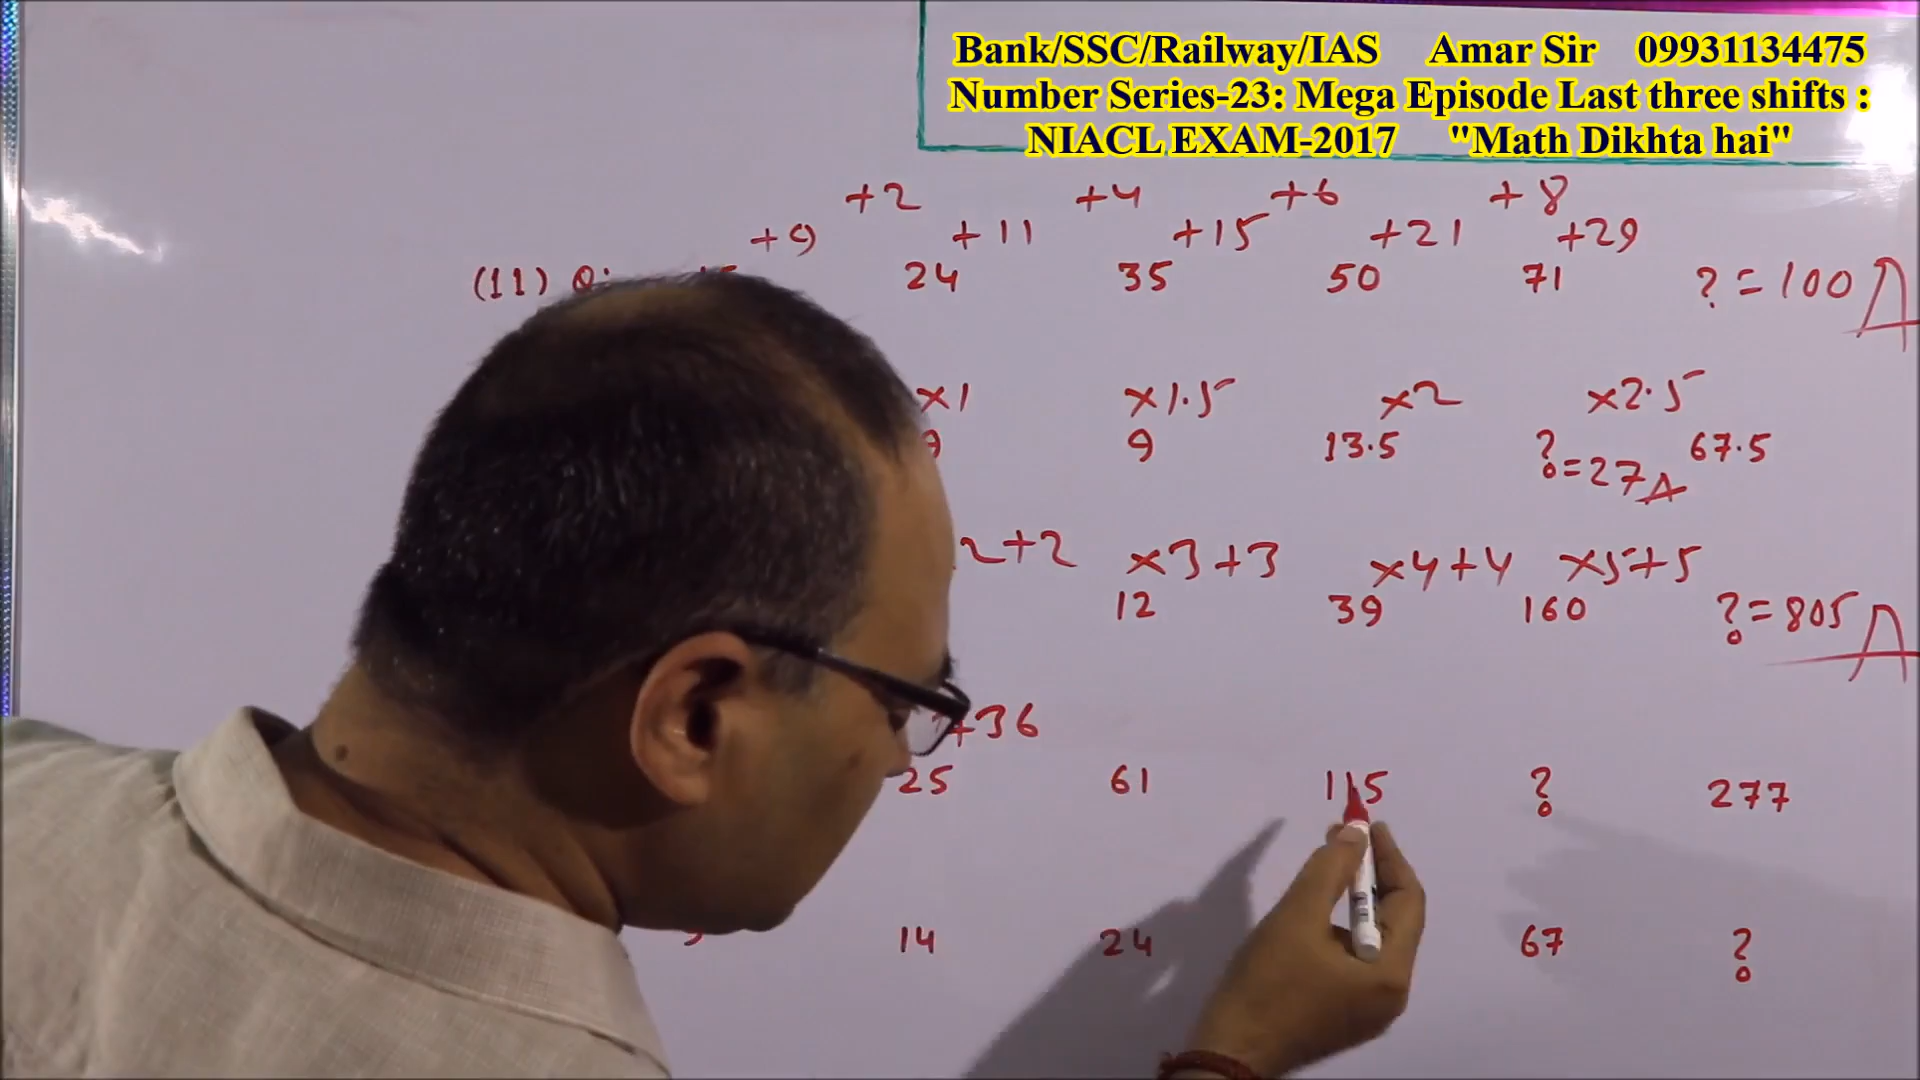 Bank/SSC/Railway/IAS Amar Sir 09931134475
Number Series-23: Mega Episode Last three shifts :
NIACL EXAM-2017 "Math Dikhta hai"
+2 +4 +6 +8
+9 +11 +15 +21 +29
(11) 24 35 50 71 ? = 100 A
×1 ×1.5 ×2 ×2.5
9 13.5 ? = 27 A 67.5
2+2 ×3+3 ×4+4 ×5+5
12 39 160 ? = 805 A
+36
25 61 115 ? 277
14 24 67 ?